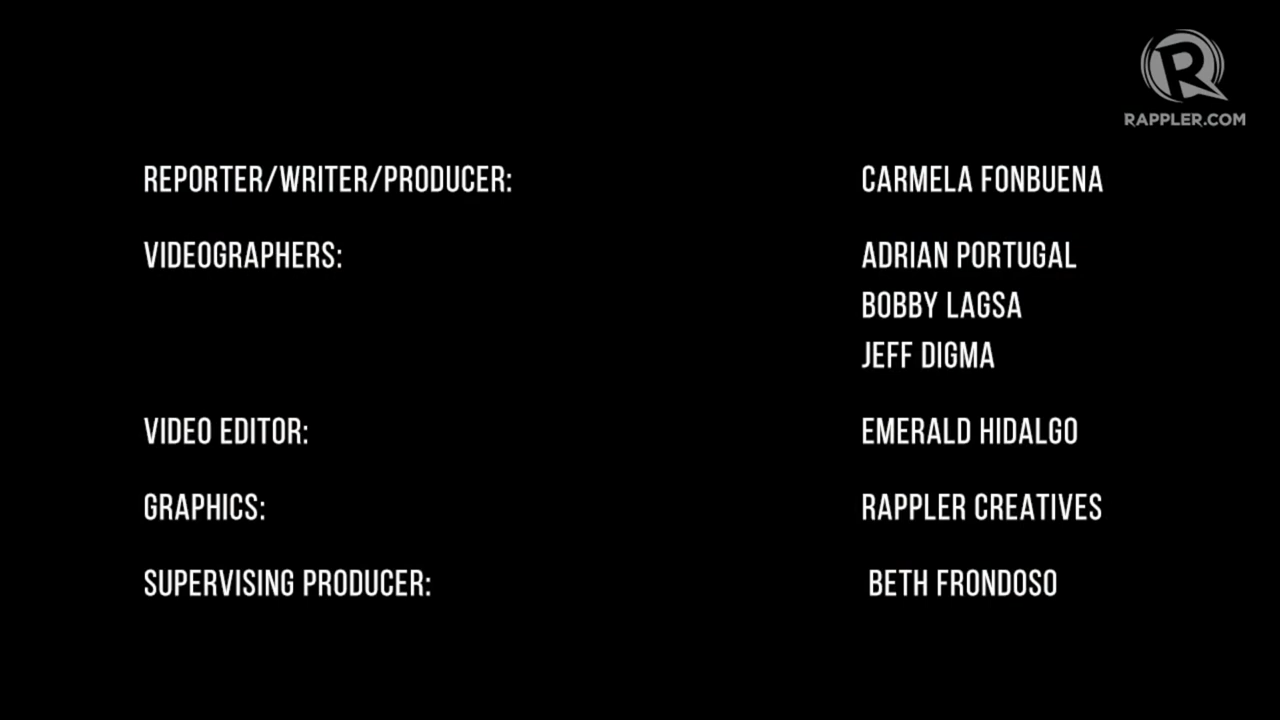 R
RAPPLER.COM
REPORTER/WRITER/PRODUCER: CARMELA FONBUENA
VIDEOGRAPHERS: ADRIAN PORTUGAL
BOBBY LAGSA
JEFF DIGMA
VIDEO EDITOR: EMERALD HIDALGO
GRAPHICS: RAPPLER CREATIVES
SUPERVISING PRODUCER: BETH FRONDOSO